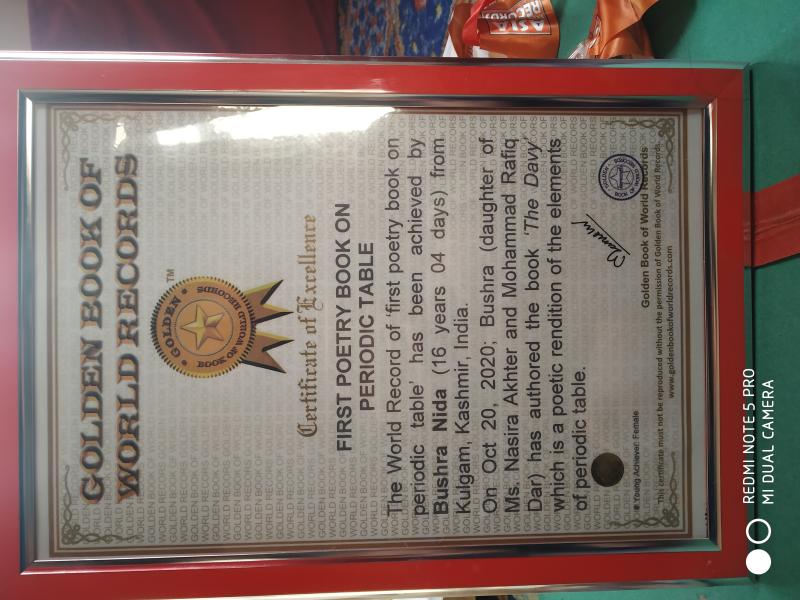 GOLDEN BOOK OF
WORLD RECORDS
TM
GOLDEN
BOOK OF WORLD RECORDS
Certificate of Excellence
FIRST POETRY BOOK ON
PERIODIC TABLE
The World Record of 'first poetry book on
periodic table' has been achieved by
Bushra Nida (16 years 04 days) from
Kulgam, Kashmir, India.
On Oct 20, 2020; Bushra (daughter of
Ms. Nasira Akhter and Mohammad Rafiq
Dar) has authored the book 'The Davy'
which is a poetic rendition of the elements
of periodic table.
Golden Book of World Records
# Young Achiever: Female
This certificate must not be reproduced without the permission of Golden Book of World Records.
www.goldenbookofworldrecords.com
ASIA
RECORDS
REDMI NOTE 5 PRO
MI DUAL CAMERA